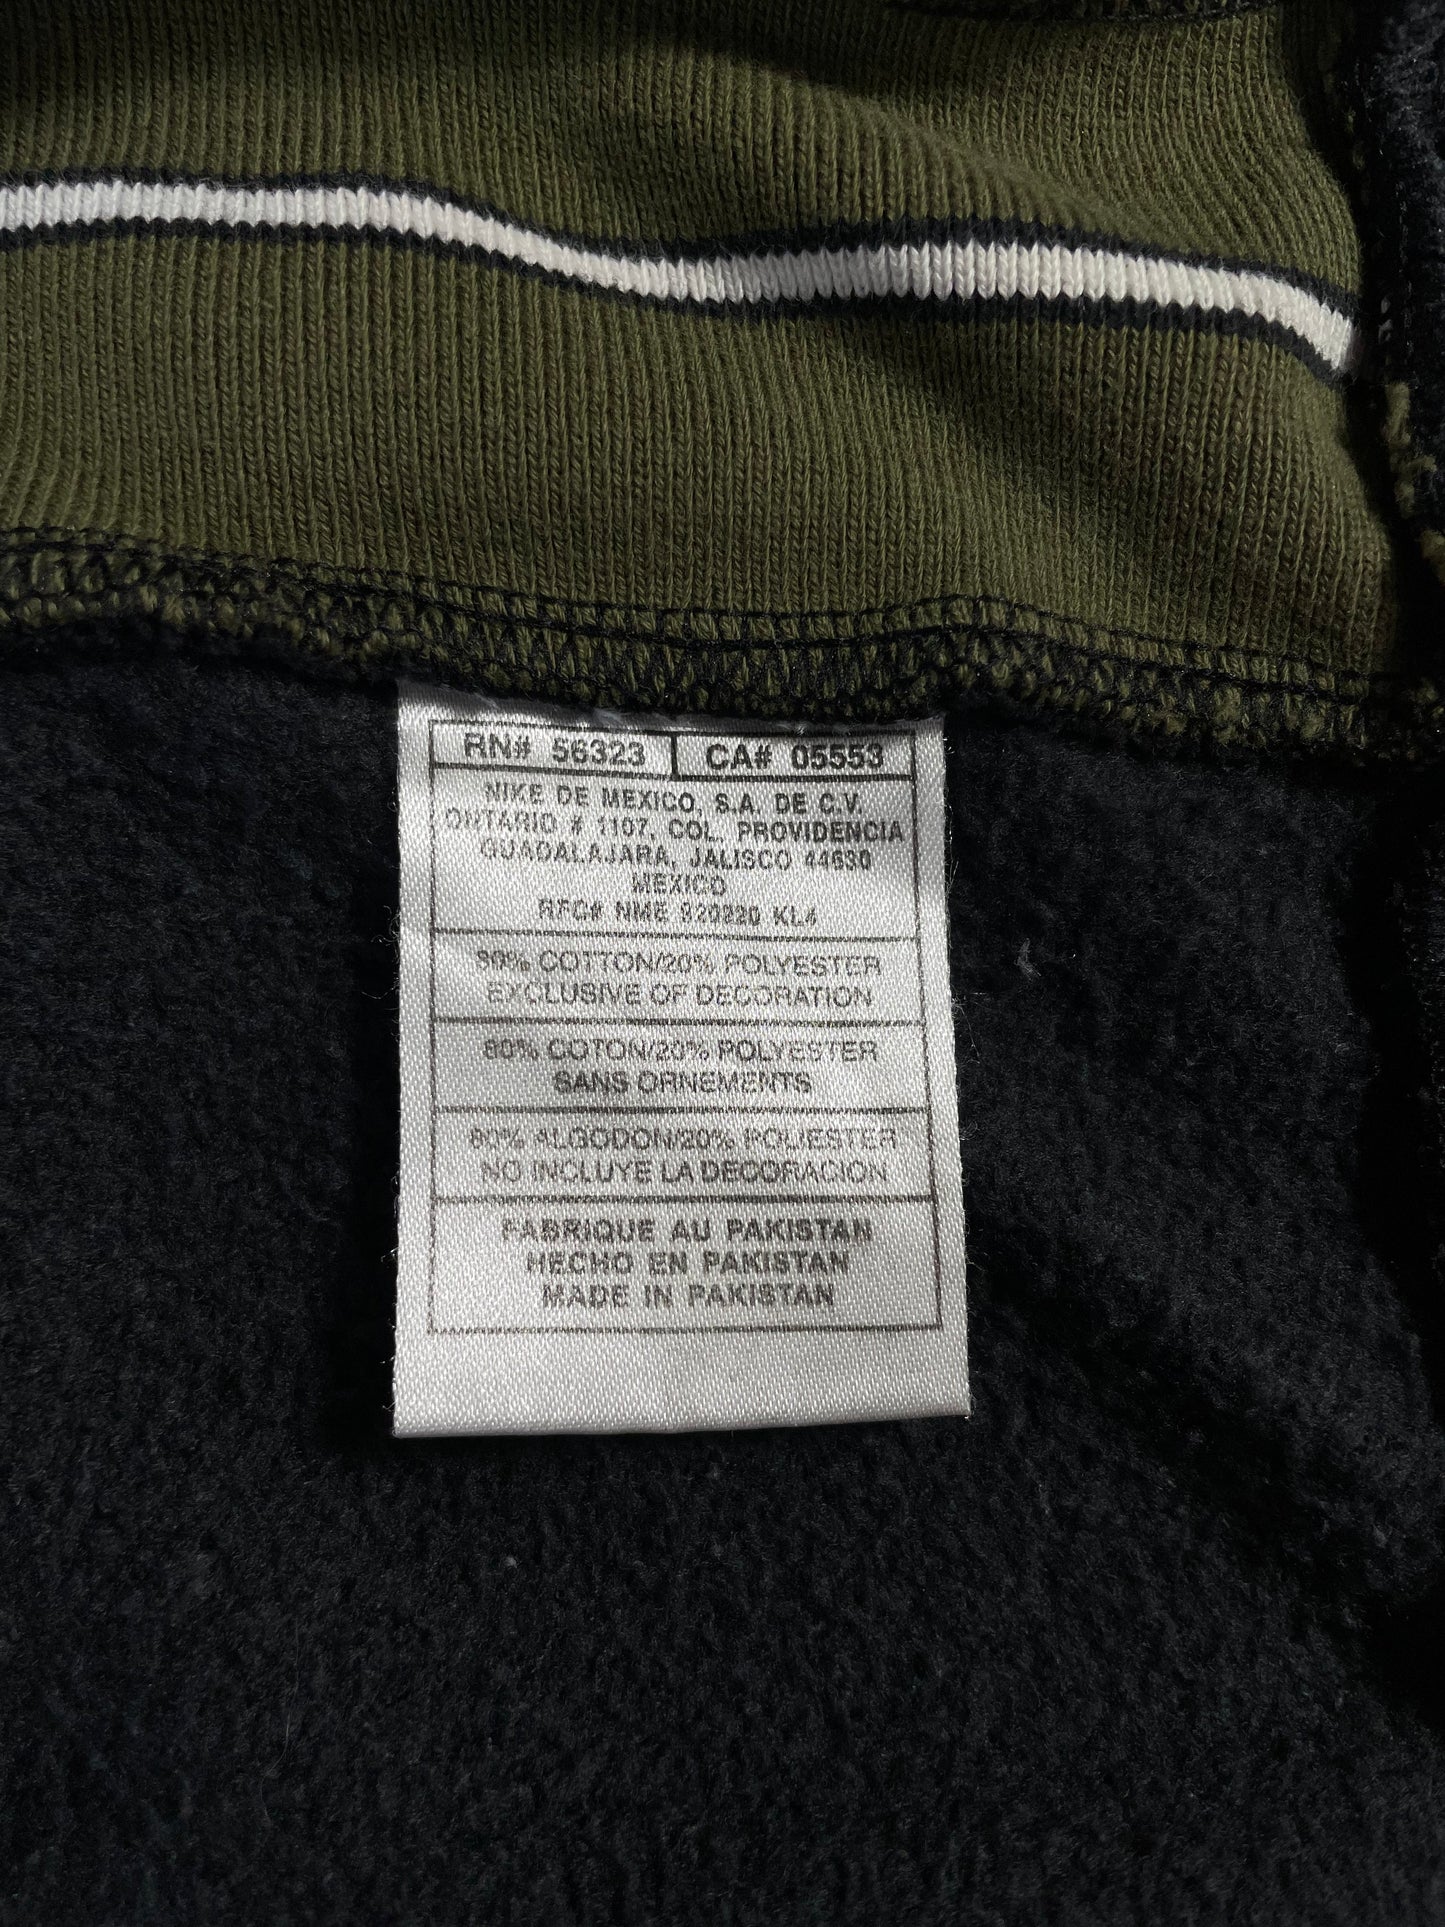 RN# 56323 CA# 05553
NIKE DE MEXICO, S.A. DE C.V.
ONTARIO # 1107, COL. PROVIDENCIA
GUADALAJARA, JALISCO 44630
MEXICO
RFC# NME 920220 KL4
80% COTTON/20% POLYESTER
EXCLUSIVE OF DECORATION
80% COTON/20% POLYESTER
SANS ORNEMENTS
80% ALGODON/20% POLIESTER
NO INCLUYE LA DECORACION
FABRIQUE AU PAKISTAN
HECHO EN PAKISTAN
MADE IN PAKISTAN